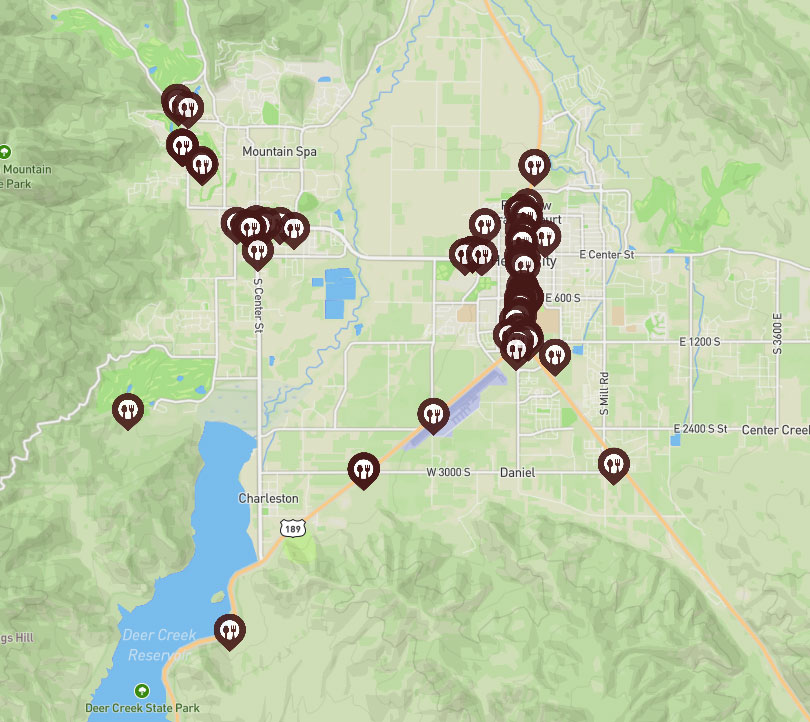 Mountain Spa
Mountain
e Park
E Center St
E 600 S
S Center St
E 1200 S
S 3600 E
S Mill Rd
E 2400 S St
Center Creek
W 3000 S
Daniel
Charleston
189
gs Hill
Deer Creek
Reservoir
Deer Creek State Park